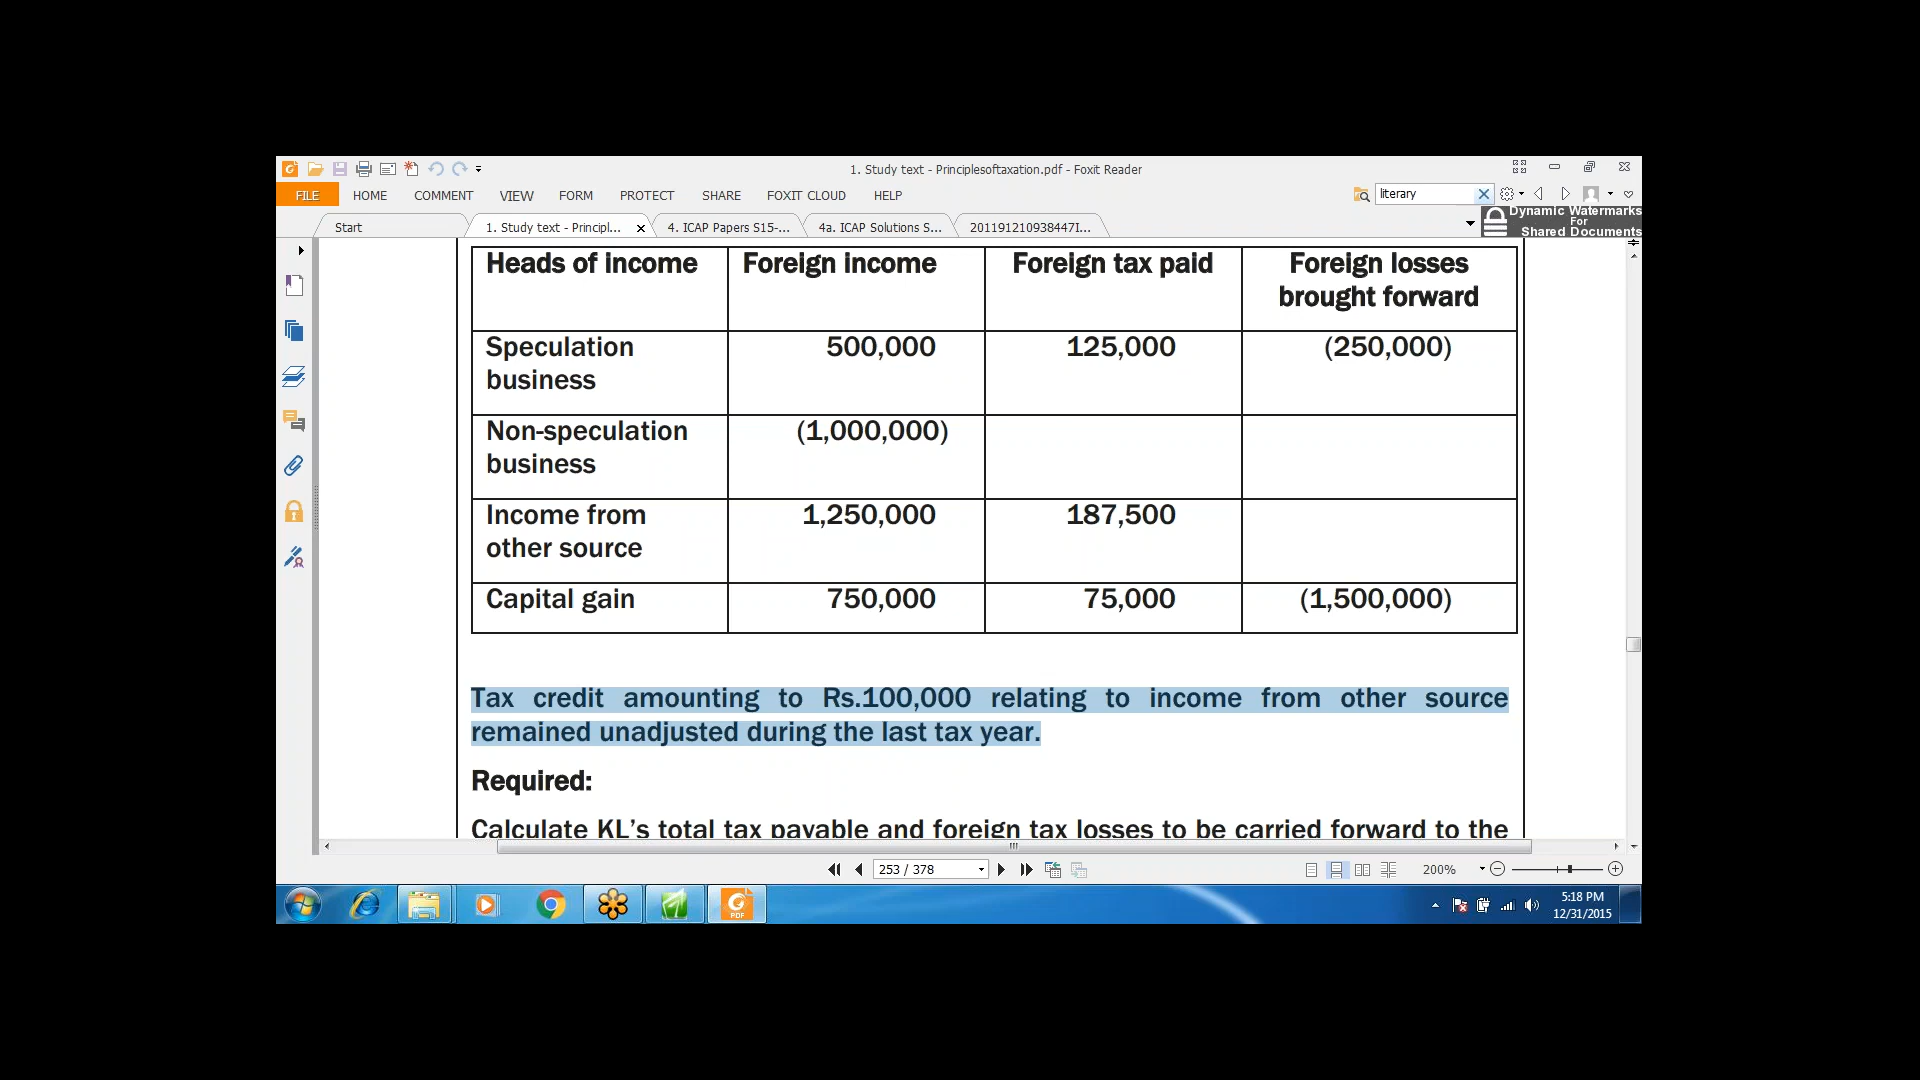 1. Study text - Principlesoftaxation.pdf - Foxit Reader
FILE HOME COMMENT VIEW FORM PROTECT SHARE FOXIT CLOUD HELP
literary
Start
1. Study text - Principl...
4. ICAP Papers S15-...
4a. ICAP Solutions S...
201191210938447I...
Dynamic Watermarks
For
Shared Documents
Heads of income Foreign income Foreign tax paid Foreign losses
brought forward
Speculation 500,000 125,000 (250,000)
business
Non-speculation (1,000,000)
business
Income from 1,250,000 187,500
other source
Capital gain 750,000 75,000 (1,500,000)
Tax credit amounting to Rs.100,000 relating to income from other source
remained unadjusted during the last tax year.
Required:
Calculate KL's total tax payable and foreign tax losses to be carried forward to the
253 / 378
200%
PDF
5:18 PM
12/31/2015